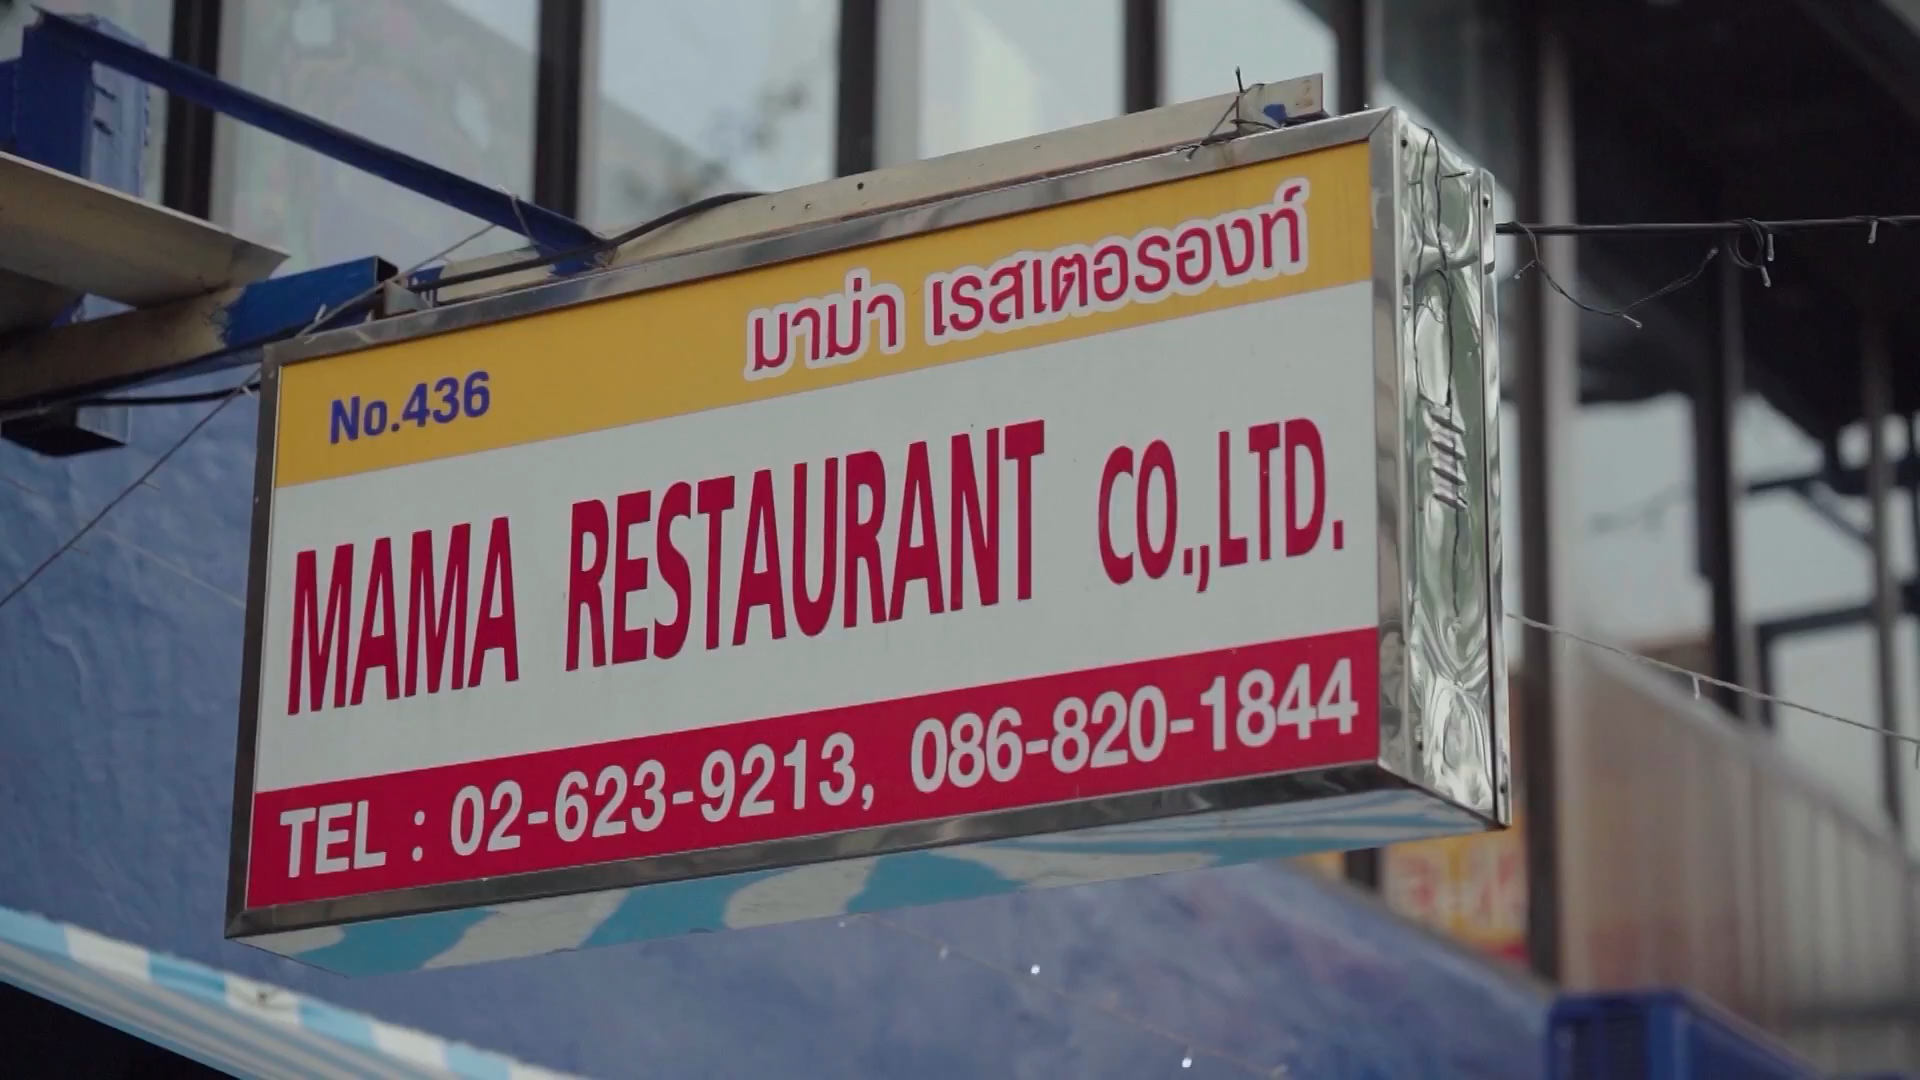 No.436
มาม่า เรสเตอรองท์
MAMA RESTAURANT CO.,LTD.
TEL : 02-623-9213, 086-820-1844